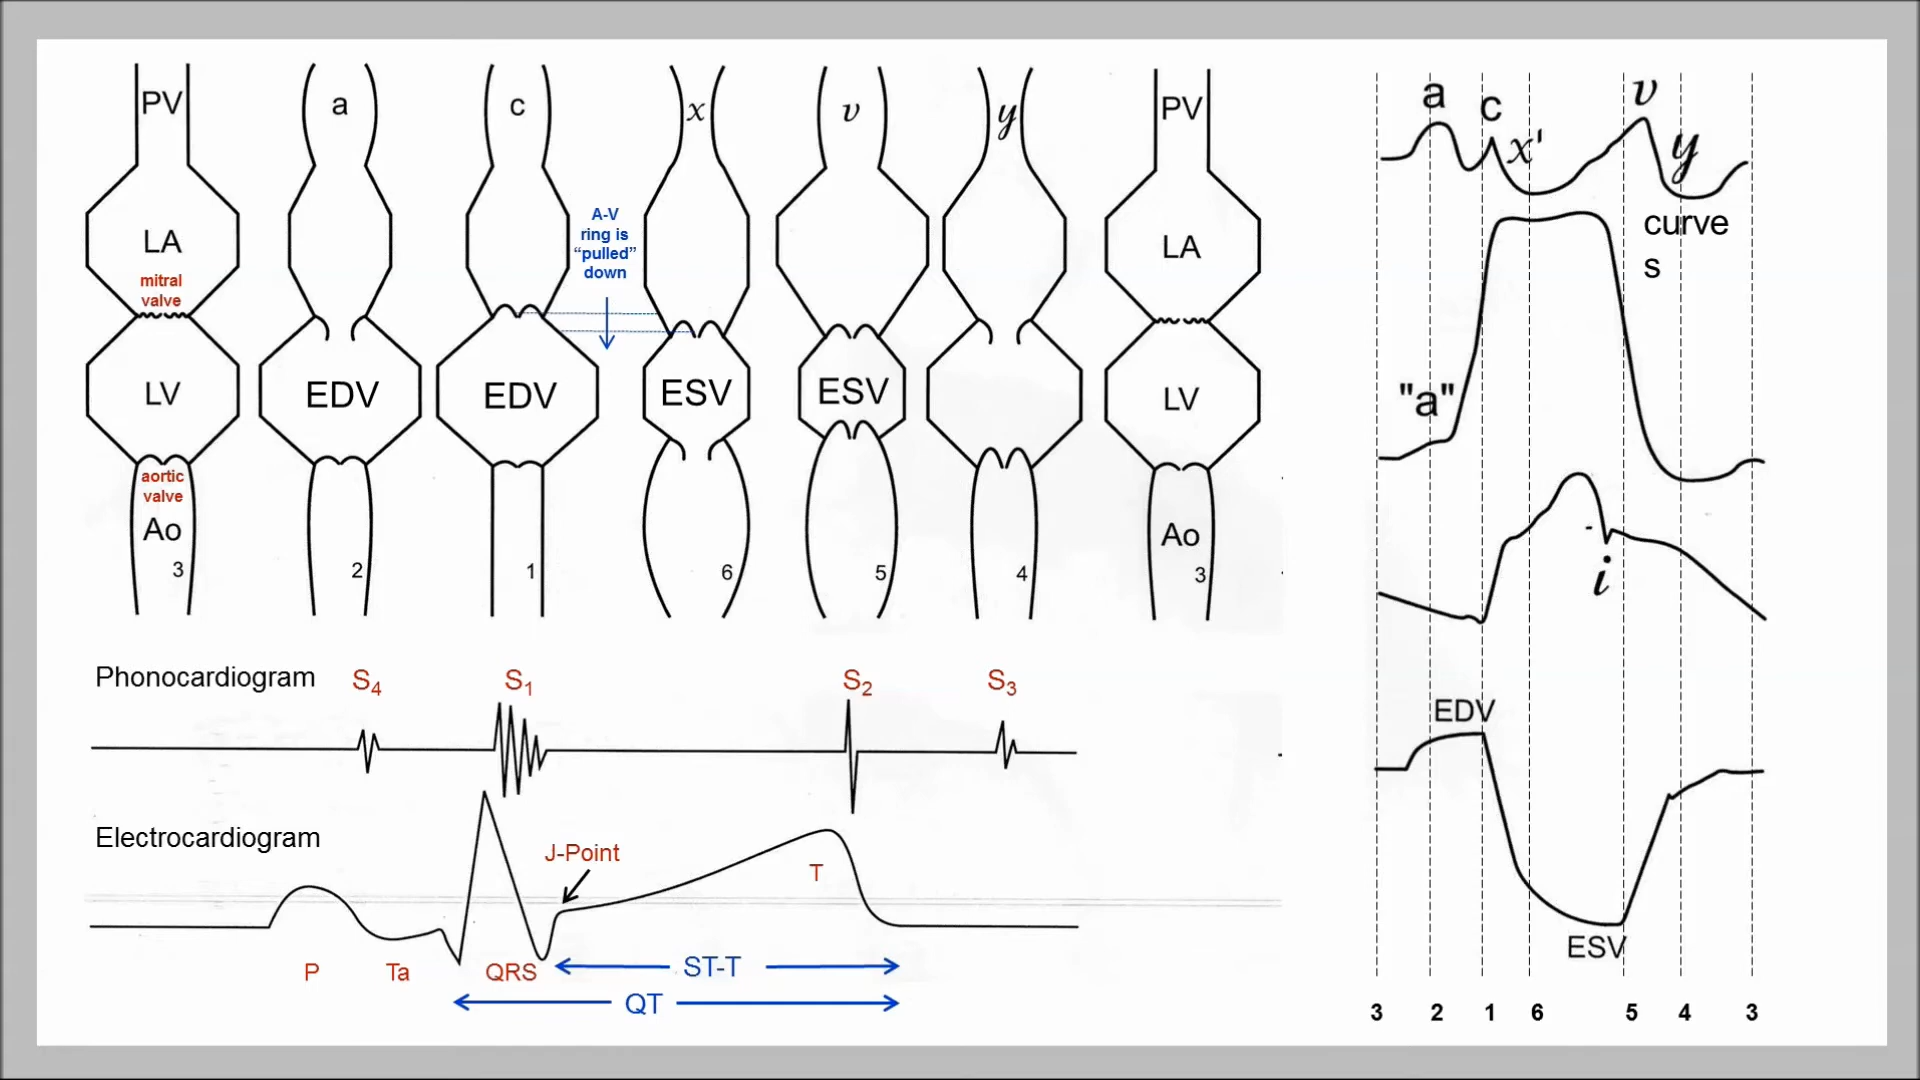 PV
a
c
x
v
y
PV
LA
mitral
valve
A-V
ring is
“pulled”
down
LA
LV
EDV
EDV
ESV
ESV
LV
aortic
valve
Ao
3
2
1
6
5
4
Ao
3
Phonocardiogram
S4
S1
S2
S3
Electrocardiogram
J-Point
T
P
Ta
QRS
ST-T
QT
a
c
x'
v
y
curve
s
"a"
i
EDV
ESV
3 2 1 6 5 4 3